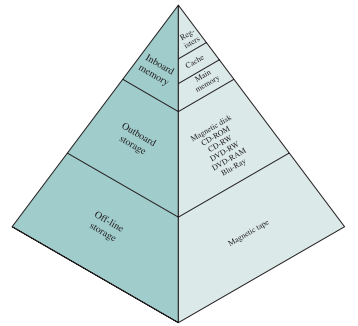 Inboard
memory
Reg-
isters
Cache
Main
memory
Outboard
storage
Magnetic disk
CD-ROM
CD-RW
DVD-RW
DVD-RAM
Blu-Ray
Off-line
storage
Magnetic tape